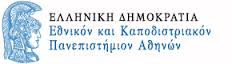 ΕΛΛΗΝΙΚΗ ΔΗΜΟΚΡΑΤΙΑ
Εθνικόν και Καποδιστριακόν
Πανεπιστήμιον Αθηνών